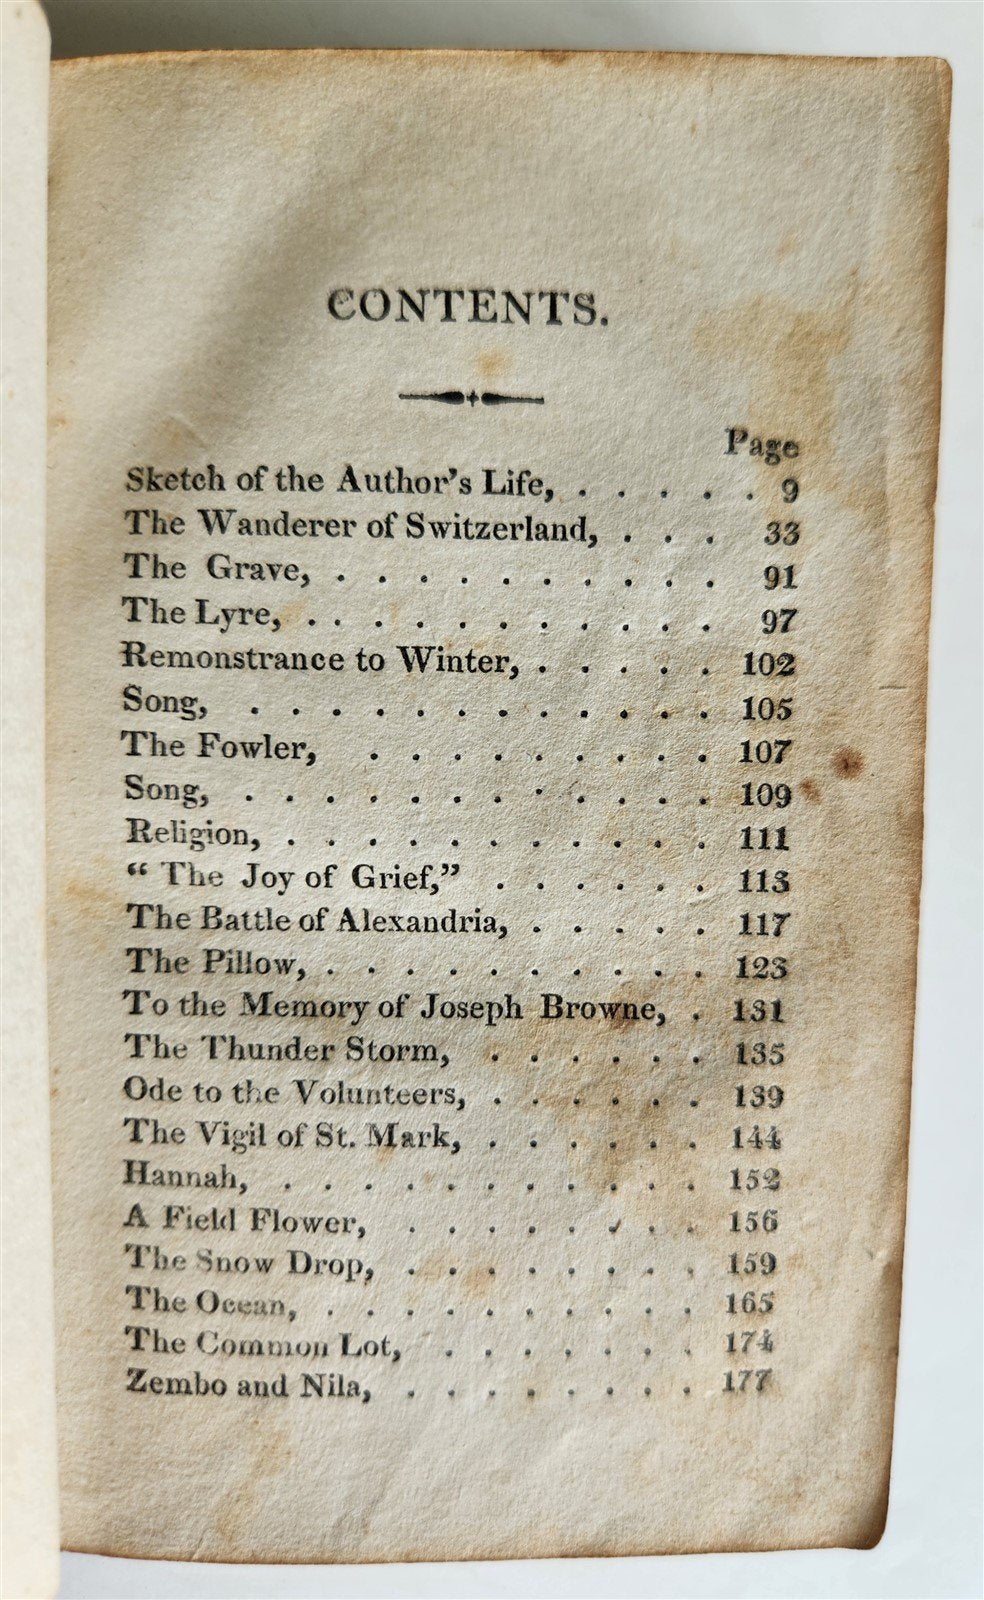 CONTENTS.
Page
Sketch of the Author's Life, . . . . . 9
The Wanderer of Switzerland, . . . 33
The Grave, . . . . . . . . . . 91
The Lyre, . . . . . . . . . . . 97
Remonstrance to Winter, . . . . . 102
Song, . . . . . . . . . . . . 105
The Fowler, . . . . . . . . . 107
Song, . . . . . . . . . . . . 109
Religion, . . . . . . . . . . . 111
“ The Joy of Grief,” . . . . . . 113
The Battle of Alexandria, . . . . . 117
The Pillow, . . . . . . . . . . 123
To the Memory of Joseph Browne, . 131
The Thunder Storm, . . . . . . 135
Ode to the Volunteers, . . . . . . 139
The Vigil of St. Mark, . . . . . . 144
Hannah, . . . . . . . . . . . 152
A Field Flower, . . . . . . . . 156
The Snow Drop, . . . . . . . . 159
The Ocean, . . . . . . . . . . 165
The Common Lot, . . . . . . . 174
Zembo and Nila, . . . . . . . . 177